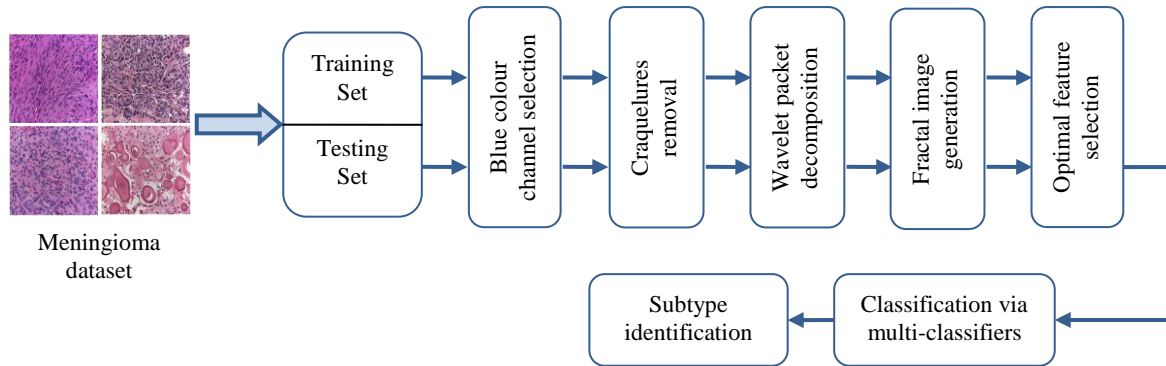 Meningioma
dataset
Training
Set
Testing
Set
Blue colour
channel selection
Craquelures
removal
Wavelet packet
decomposition
Fractal image
generation
Optimal feature
selection
Classification via
multi-classifiers
Subtype
identification